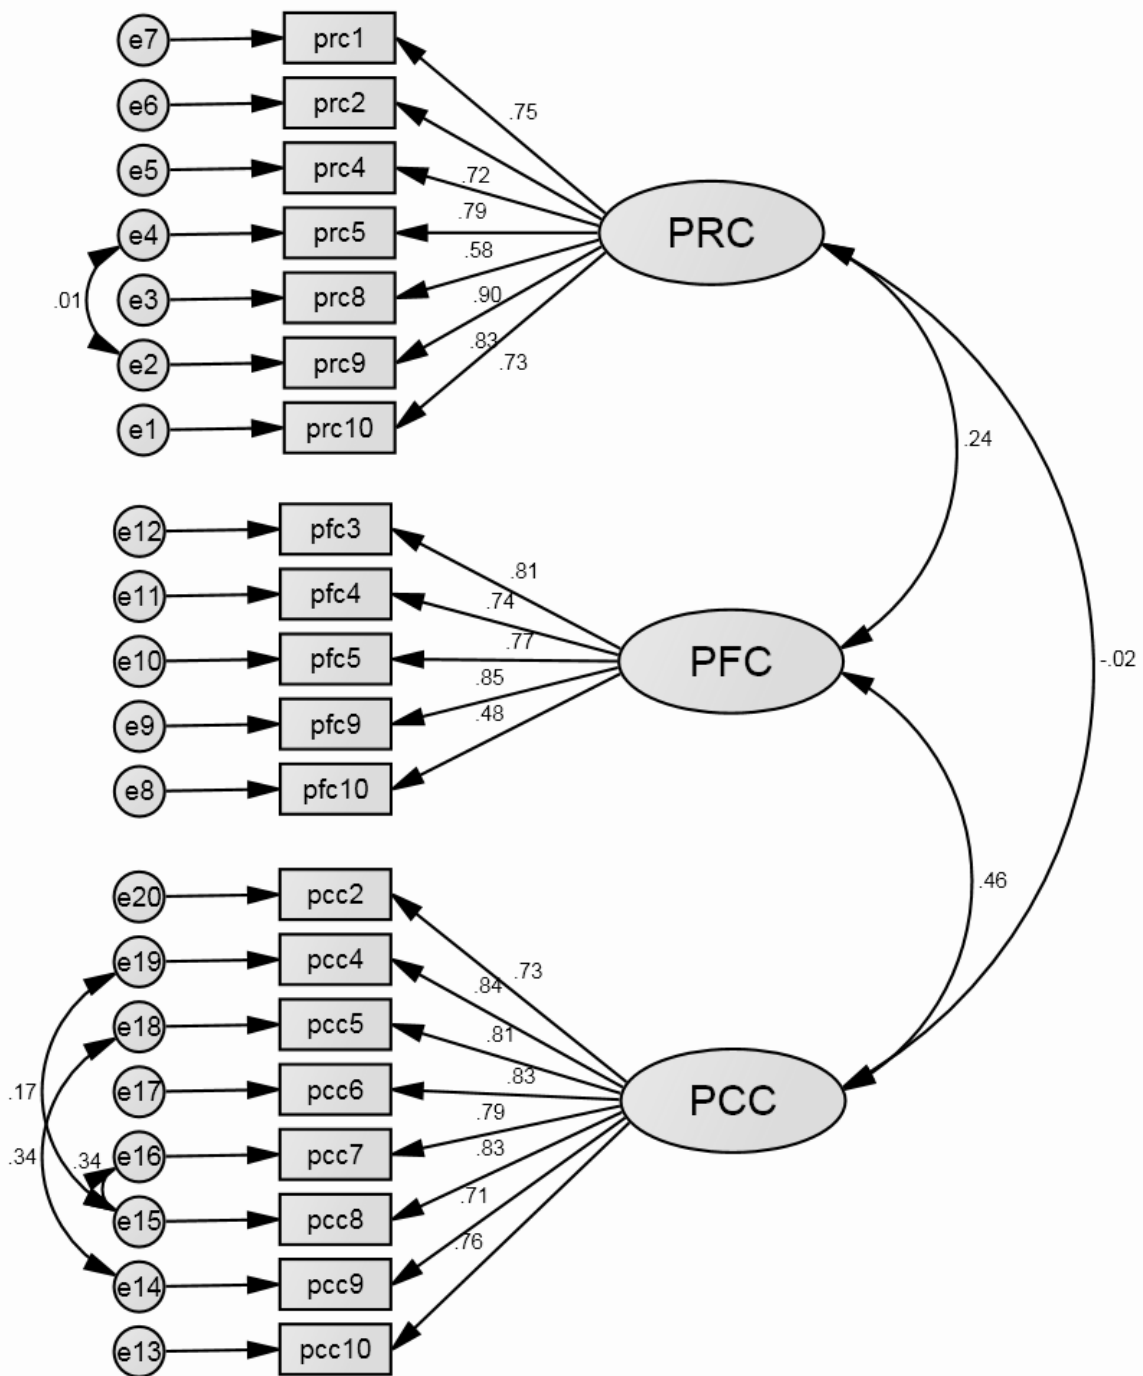 e7 prc1
.75
e6 prc2
e5 prc4
.72
PRC
.79
e4 prc5
.58
.01
e3 prc8
.90
.83
e2 prc9
.73
e1 prc10
.24
e12 pfc3
.81
e11 pfc4
.74
.77
e10 pfc5
PFC
-.02
.85
e9 pfc9
.48
e8 pfc10
.46
e20 pcc2
.73
e19 pcc4
.84
e18 pcc5
.81
.83
.17
e17 pcc6
PCC
.79
.34
.34
e16 pcc7
.83
.71
e15 pcc8
.76
e14 pcc9
e13 pcc10